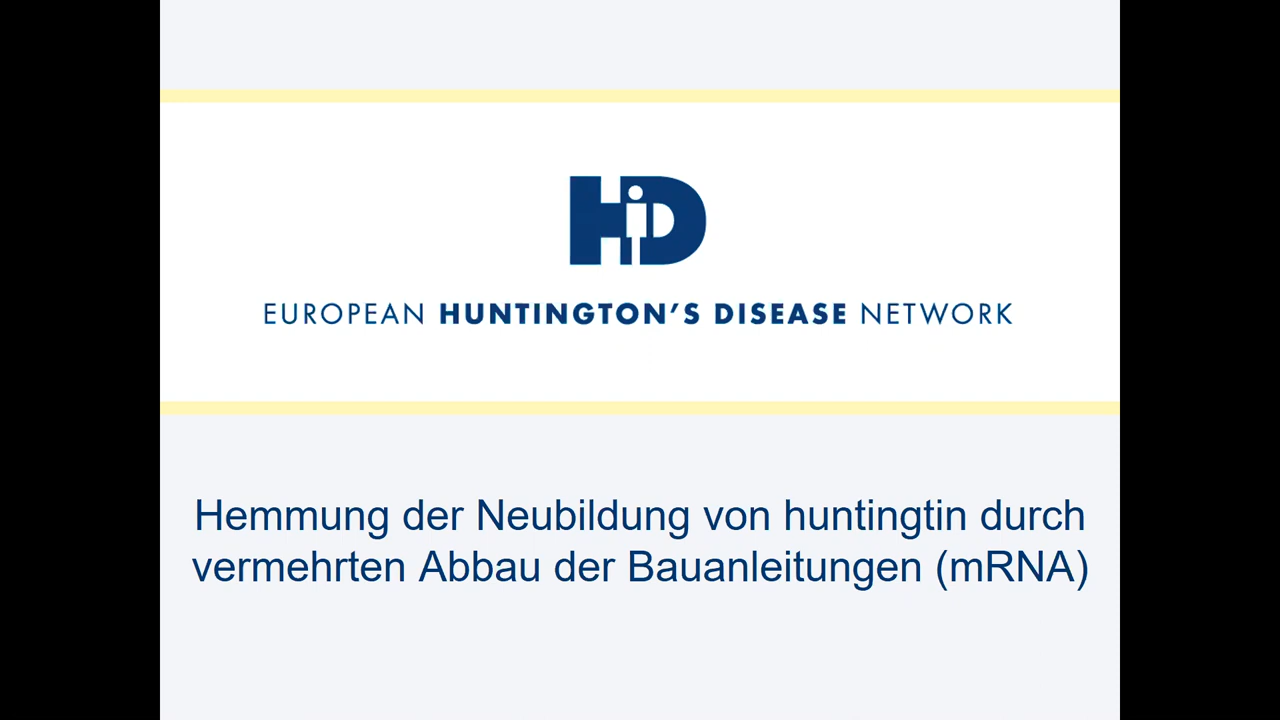 HD
EUROPEAN HUNTINGTON'S DISEASE NETWORK
Hemmung der Neubildung von huntingtin durch
vermehrten Abbau der Bauanleitungen (mRNA)